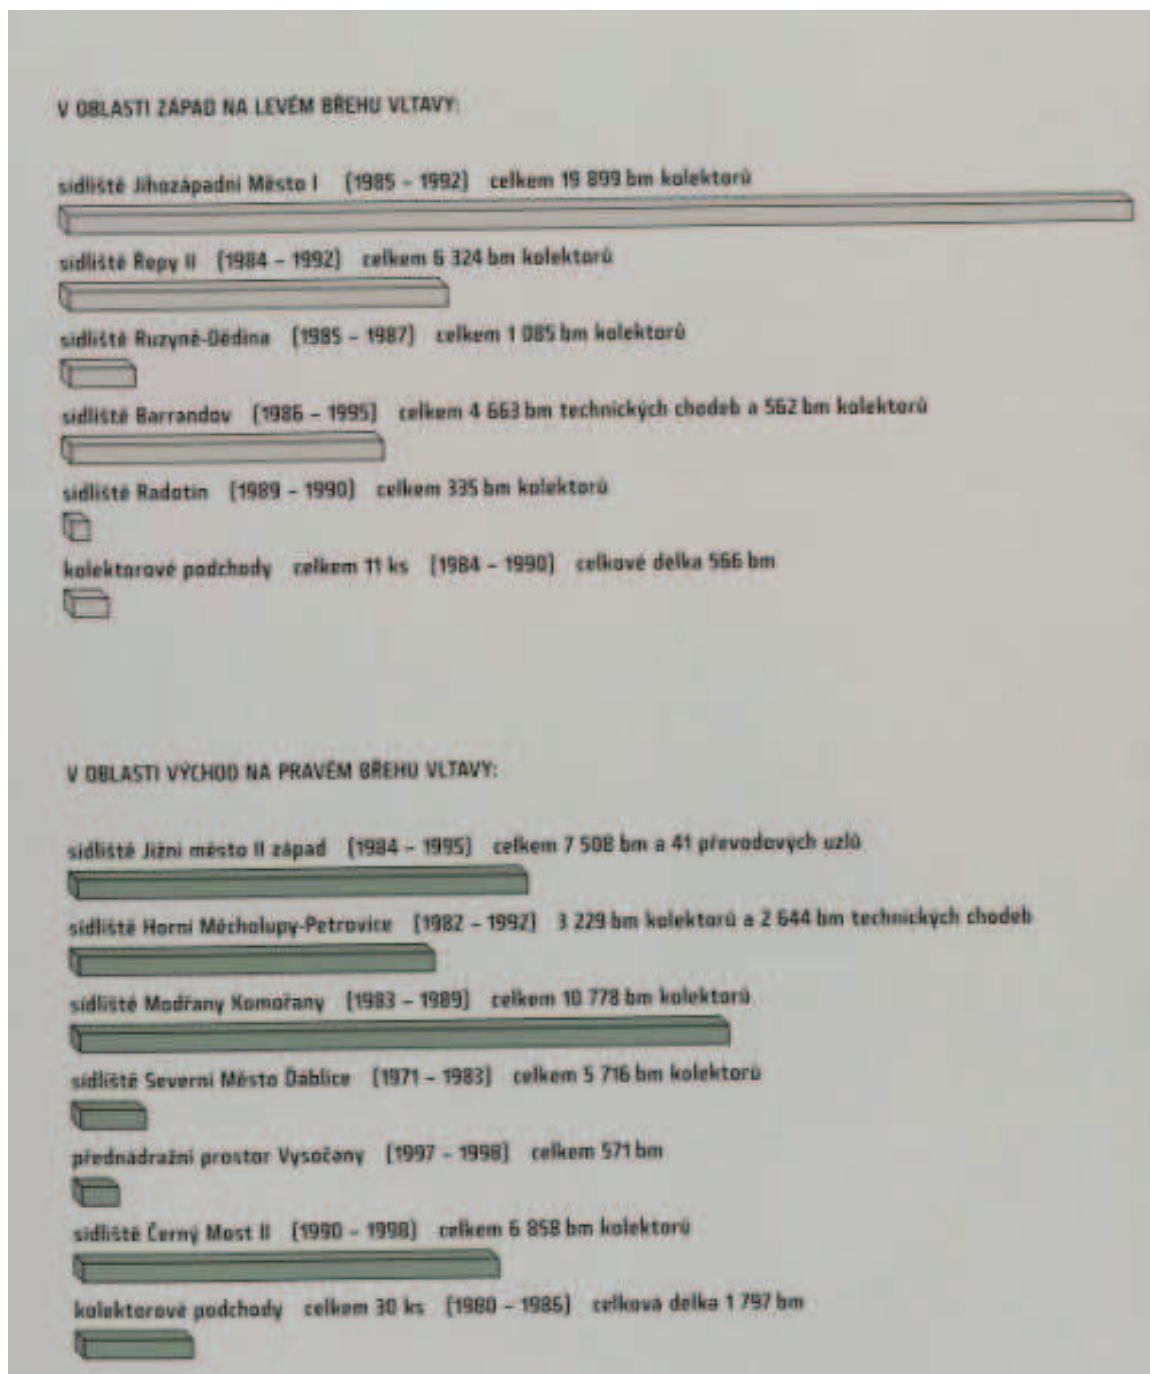 V OBLASTI ZÁPAD NA LEVÉM BŘEHU VLTAVY:
sídliště Jihozápadní Město I (1985 - 1992) celkem 19 899 bm kolektorů
sídliště Řepy II (1984 - 1992) celkem 6 324 bm kolektorů
sídliště Ruzyně-Dědina (1985 - 1987) celkem 1 085 bm kolektorů
sídliště Barrandov (1986 - 1995) celkem 4 663 bm technických chodeb a 562 bm kolektorů
sídliště Radotín (1989 - 1990) celkem 335 bm kolektorů
kolektorové podchody celkem 11 ks (1984 - 1990) celkové delka 566 bm
V OBLASTI VÝCHOD NA PRAVÉM BŘEHU VLTAVY:
sídliště Jižní město II západ (1984 - 1995) celkem 7 508 bm a 41 převodových uzlů
sídliště Horní Měcholupy-Petrovice (1982 - 1992) 3 229 bm kolektorů a 2 644 bm technických chodeb
sídliště Modřany Komořany (1983 - 1989) celkem 10 778 bm kolektorů
sídliště Severní Město Ďáblice (1971 - 1983) celkem 5 716 bm kolektorů
přednádražní prostor Vysočany (1997 - 1998) celkem 571 bm
sídliště Černý Most II (1990 - 1998) celkem 6 858 bm kolektorů
kolektorové podchody celkem 30 ks (1980 - 1986) celková delka 1 797 bm